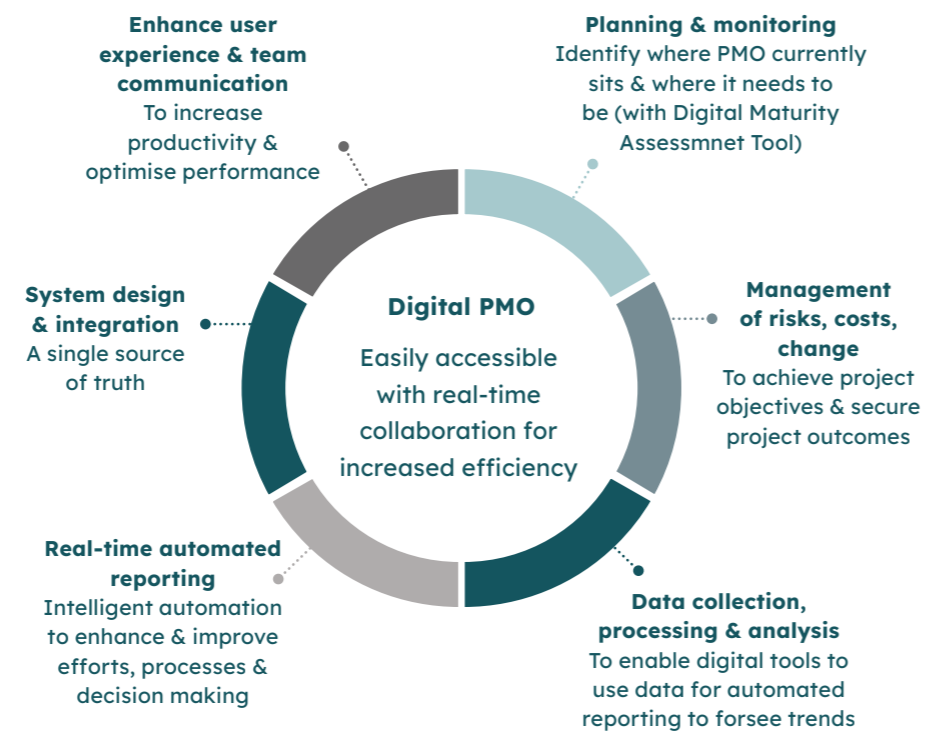 Enhance user
experience & team
communication
To increase
productivity &
optimise performance
Planning & monitoring
Identify where PMO currently
sits & where it needs to
be (with Digital Maturity
Assessmnet Tool)
Management
of risks, costs,
change
To achieve project
objectives & secure
project outcomes
Data collection,
processing & analysis
To enable digital tools to
use data for automated
reporting to forsee trends
Real-time automated
reporting
Intelligent automation
to enhance & improve
efforts, processes &
decision making
System design
& integration
A single source
of truth
Digital PMO
Easily accessible
with real-time
collaboration for
increased efficiency